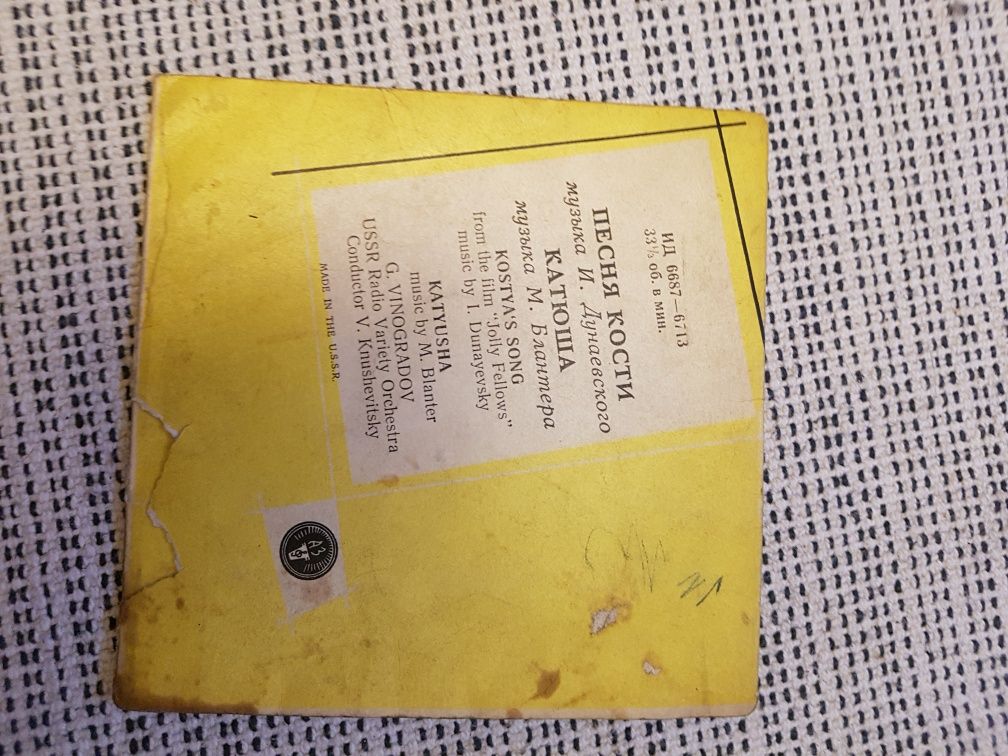 ИД 6687—6713
33⅓ об. в мин.
ПЕСНЯ КОСТИ
музыка И. Дунаевского
КАТЮША
музыка М. Блантера
KOSTYA'S SONG
from the film "Jolly Fellows"
music by I. Dunayevsky
KATYUSHA
music by M. Blanter
G. VINOGRADOV
USSR Radio Variety Orchestra
Conductor V. Knushevitsky
MADE IN THE U.S.S.R.
АЗ